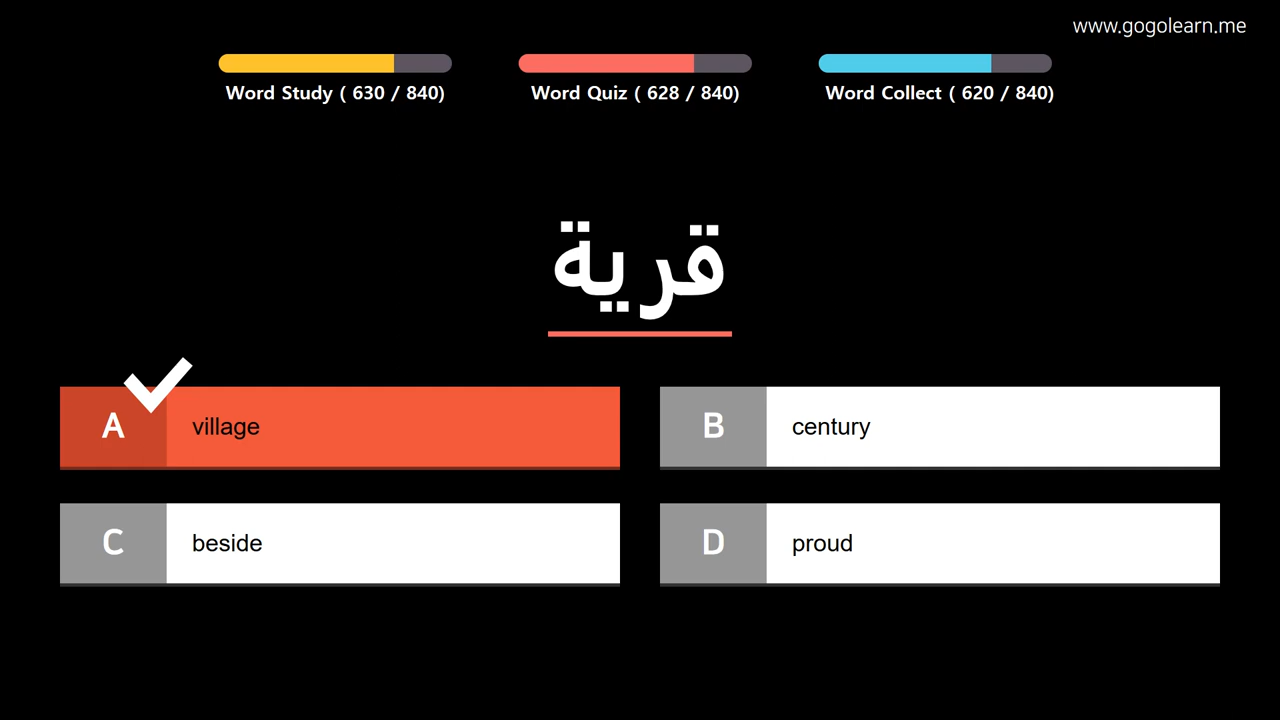 www.gogolearn.me
Word Study ( 630 / 840)
Word Quiz ( 628 / 840)
Word Collect ( 620 / 840)
قرية
A village
B century
C beside
D proud